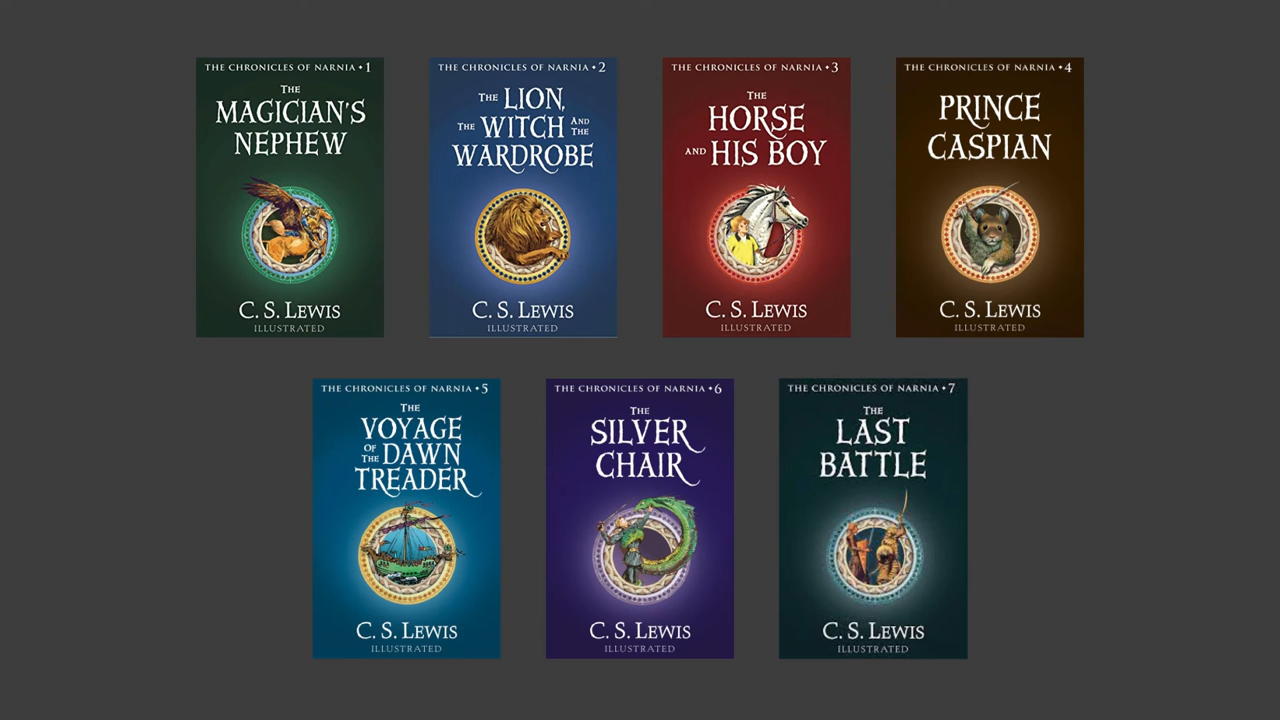 THE CHRONICLES OF NARNIA • 1
THE
MAGICIAN'S
NEPHEW
C. S. LEWIS
ILLUSTRATED
THE CHRONICLES OF NARNIA • 2
THE LION,
THE WITCH AND THE
WARDROBE
C. S. LEWIS
ILLUSTRATED
THE CHRONICLES OF NARNIA • 3
THE
HORSE
AND HIS BOY
C. S. LEWIS
ILLUSTRATED
THE CHRONICLES OF NARNIA • 4
PRINCE
CASPIAN
C. S. LEWIS
ILLUSTRATED
THE CHRONICLES OF NARNIA • 5
THE
VOYAGE
OF THE DAWN
TREADER
C. S. LEWIS
ILLUSTRATED
THE CHRONICLES OF NARNIA • 6
THE
SILVER
CHAIR
C. S. LEWIS
ILLUSTRATED
THE CHRONICLES OF NARNIA • 7
THE
LAST
BATTLE
C. S. LEWIS
ILLUSTRATED